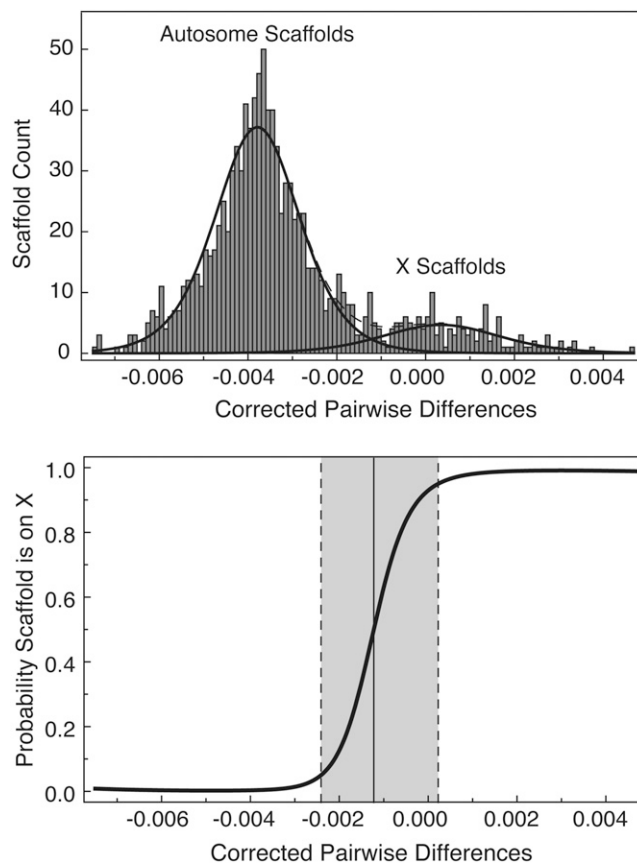 Autosome Scaffolds
50
40
30
20
10
0
Scaffold Count
X Scaffolds
-0.006 -0.004 -0.002 0.000 0.002 0.004
Corrected Pairwise Differences
1.0
0.8
0.6
0.4
0.2
0.0
Probability Scaffold is on X
-0.006 -0.004 -0.002 0.000 0.002 0.004
Corrected Pairwise Differences